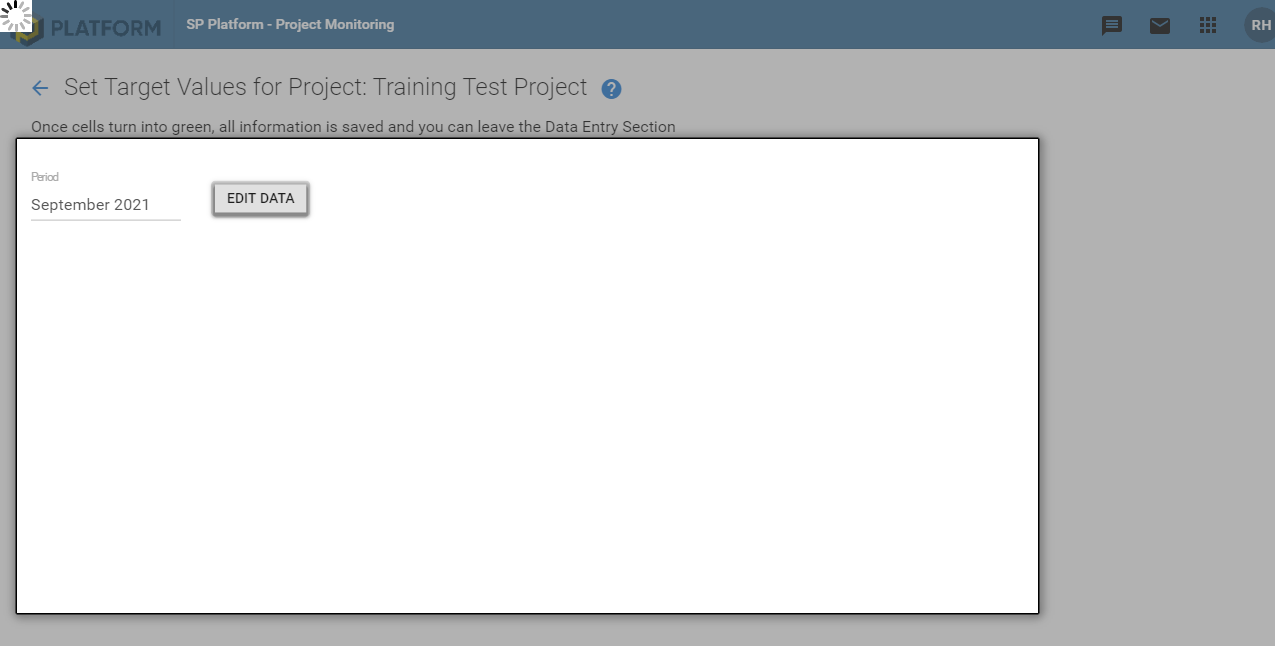 PLATFORM
SP Platform - Project Monitoring
RH
Set Target Values for Project: Training Test Project
?
Once cells turn into green, all information is saved and you can leave the Data Entry Section
Period
September 2021
EDIT DATA